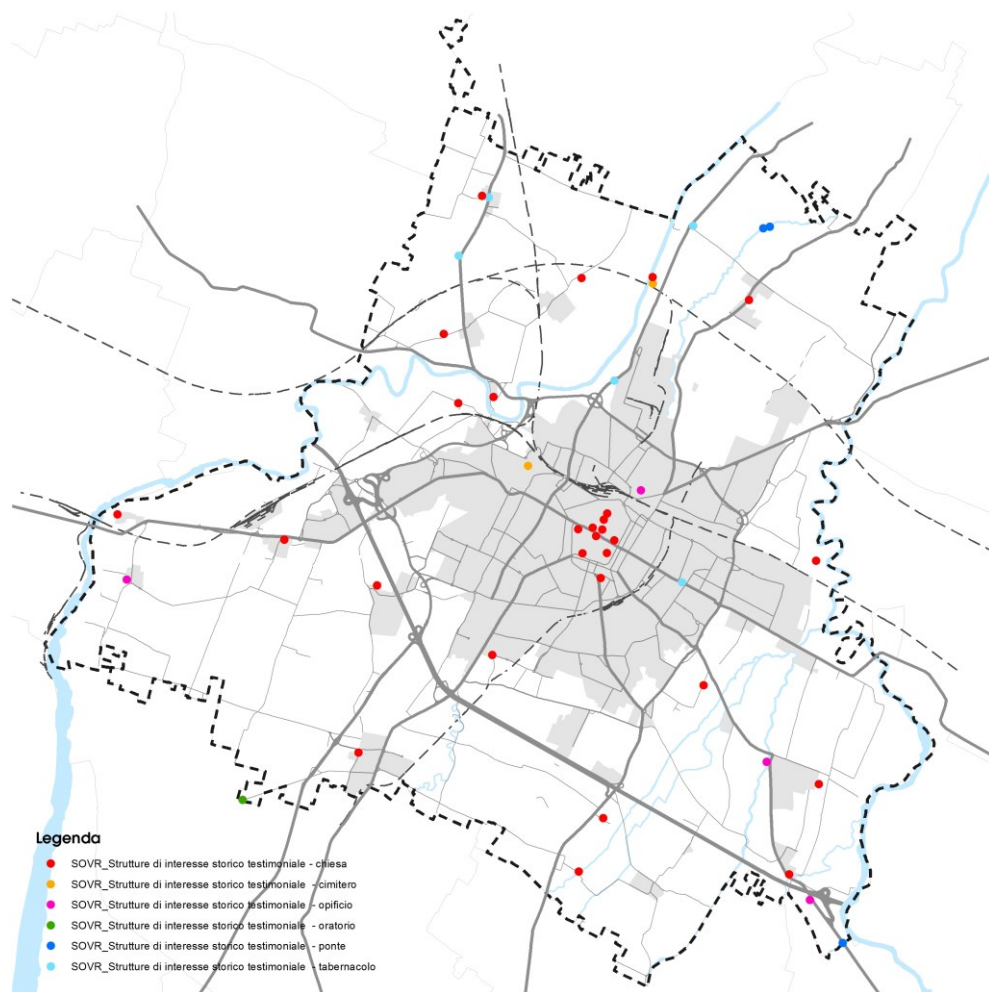 Legenda
SOVR_Strutture di interesse storico testimoniale - chiesa
SOVR_Strutture di interesse storico testimoniale - cimitero
SOVR_Strutture di interesse storico testimoniale - opificio
SOVR_Strutture di interesse storico testimoniale - oratorio
SOVR_Strutture di interesse storico testimoniale - ponte
SOVR_Strutture di interesse storico testimoniale - tabernacolo